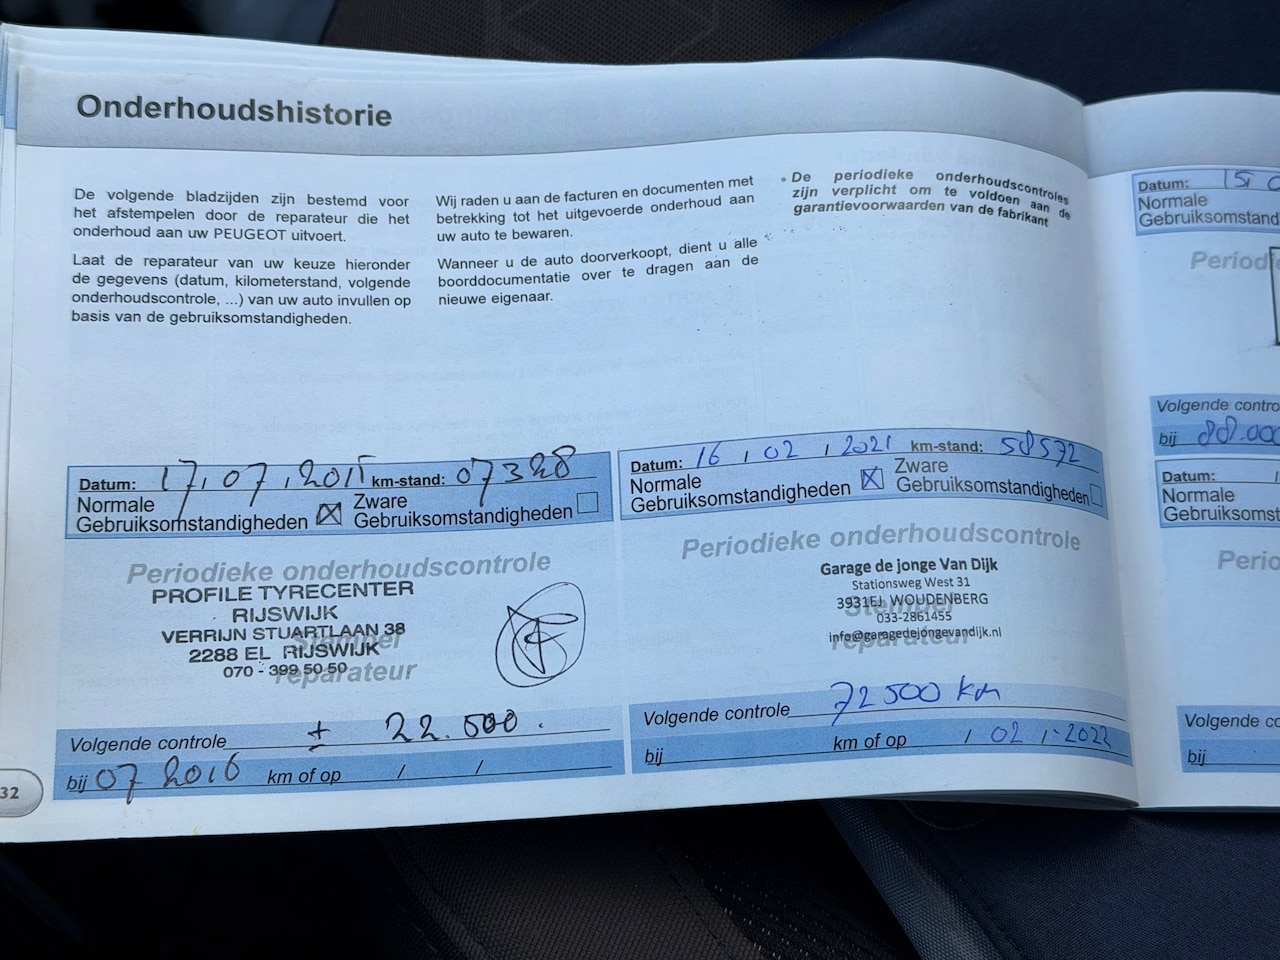 Onderhoudshistorie
De volgende bladzijden zijn bestemd voor
het afstempelen door de reparateur die het
onderhoud aan uw PEUGEOT uitvoert.
Laat de reparateur van uw keuze hieronder
de gegevens (datum, kilometerstand, volgende
onderhoudscontrole, ...) van uw auto invullen op
basis van de gebruiksomstandigheden.
Wij raden u aan de facturen en documenten met
betrekking tot het uitgevoerde onderhoud aan
uw auto te bewaren.
Wanneer u de auto doorverkoopt, dient u alle
boorddocumentatie over te dragen aan de
nieuwe eigenaar.
• De periodieke onderhoudscontroles
zijn verplicht om te voldoen aan de
garantievoorwaarden van de fabrikant
Datum: 17.07.2015 km-stand: 07328
Normale
Gebruiksomstandigheden ☒ Zware
Gebruiksomstandigheden ☐
Periodieke onderhoudscontrole
PROFILE TYRECENTER
RIJSWIJK
VERRIJN STUARTLAAN 38
Stempel
2288 EL RIJSWIJK
070 - 399 50 50
reparateur
Volgende controle ± 22.500.
bij 07 2016 km of op / /
32
Datum: 16 , 02 , 2021 km-stand: 58572
Normale
Gebruiksomstandigheden ☒ Zware
Gebruiksomstandigheden ☐
Periodieke onderhoudscontrole
Garage de jonge Van Dijk
Stationsweg West 31
3931EJ WOUDENBERG
Stempel
033-2861455
info@garagedejongevandijk.nl
reparateur
Volgende controle 72500 km
bij km of op / 02 / 2022
Datum:
Normale
Gebruiksomstand
Period
Volgende contro
bij 88.000
Datum:
Normale
Gebruiksomst
Perio
Volgende co
bij